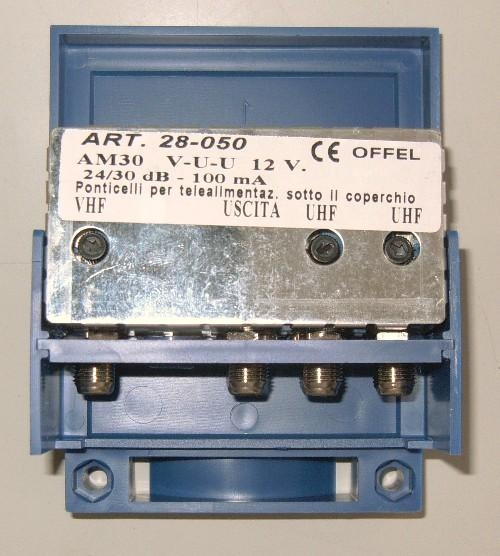 ART. 28-050
AM30 V-U-U 12 V. CE OFFEL
24/30 dB - 100 mA
Ponticelli per telealimentaz. sotto il coperchio
VHF USCITA UHF UHF